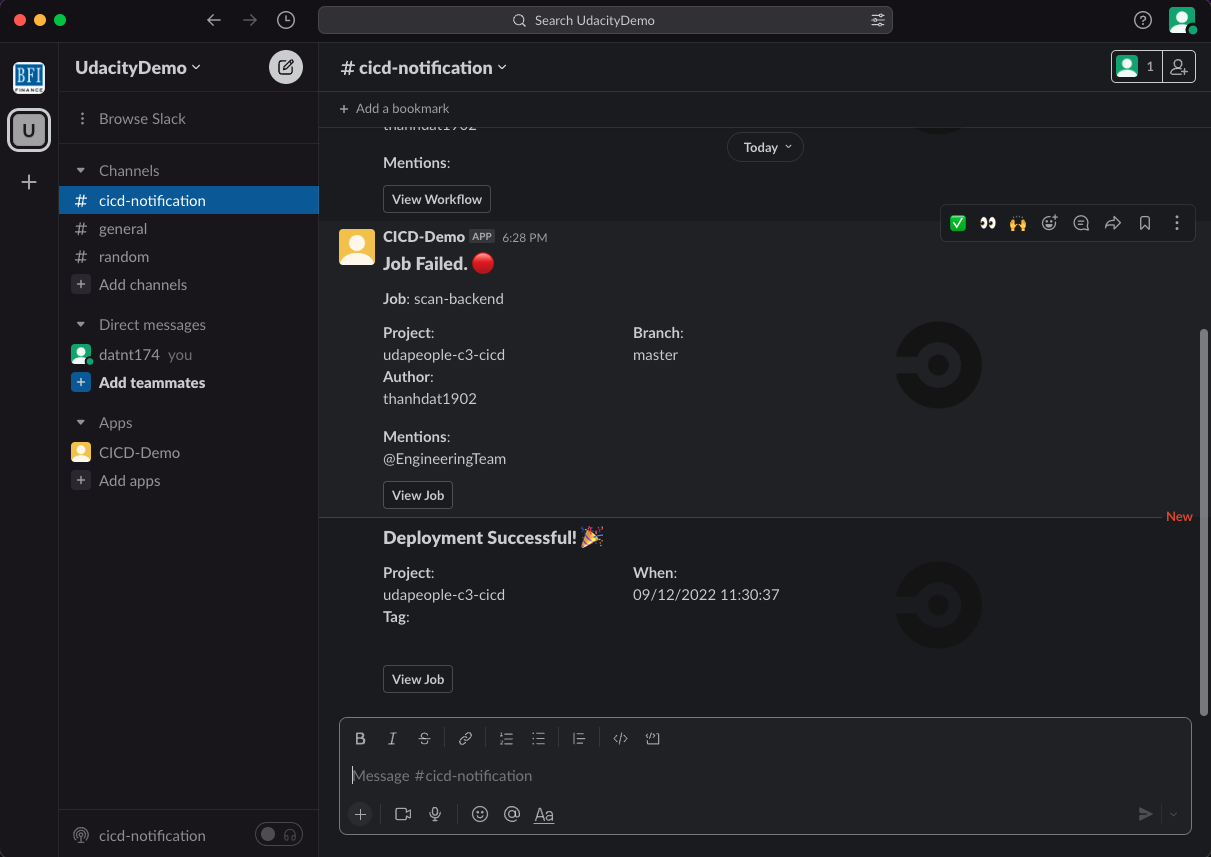 Search UdacityDemo
BFI
FINANCE
UdacityDemo
# cicd-notification
1
U
Browse Slack
+ Add a bookmark
thanhdat1902
Today
Mentions:
View Workflow
Channels
# cicd-notification
# general
# random
+ Add channels
Direct messages
datnt174 you
+ Add teammates
Apps
CICD-Demo
+ Add apps
CICD-Demo APP 6:28 PM
Job Failed.
Job: scan-backend
Project:
udapeople-c3-cicd
Branch:
master
Author:
thanhdat1902
Mentions:
@EngineeringTeam
View Job
New
Deployment Successful!
Project:
udapeople-c3-cicd
When:
09/12/2022 11:30:37
Tag:
View Job
Message #cicd-notification
Aa
cicd-notification